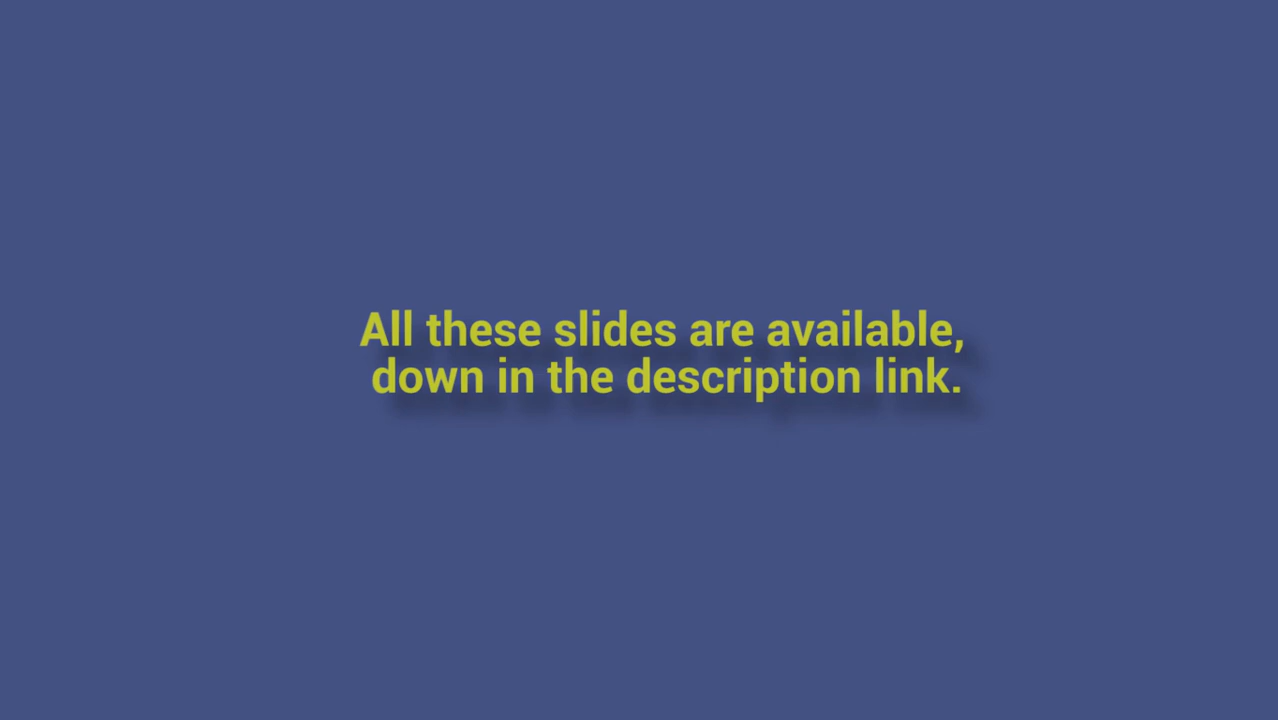 All these slides are available,
down in the description link.